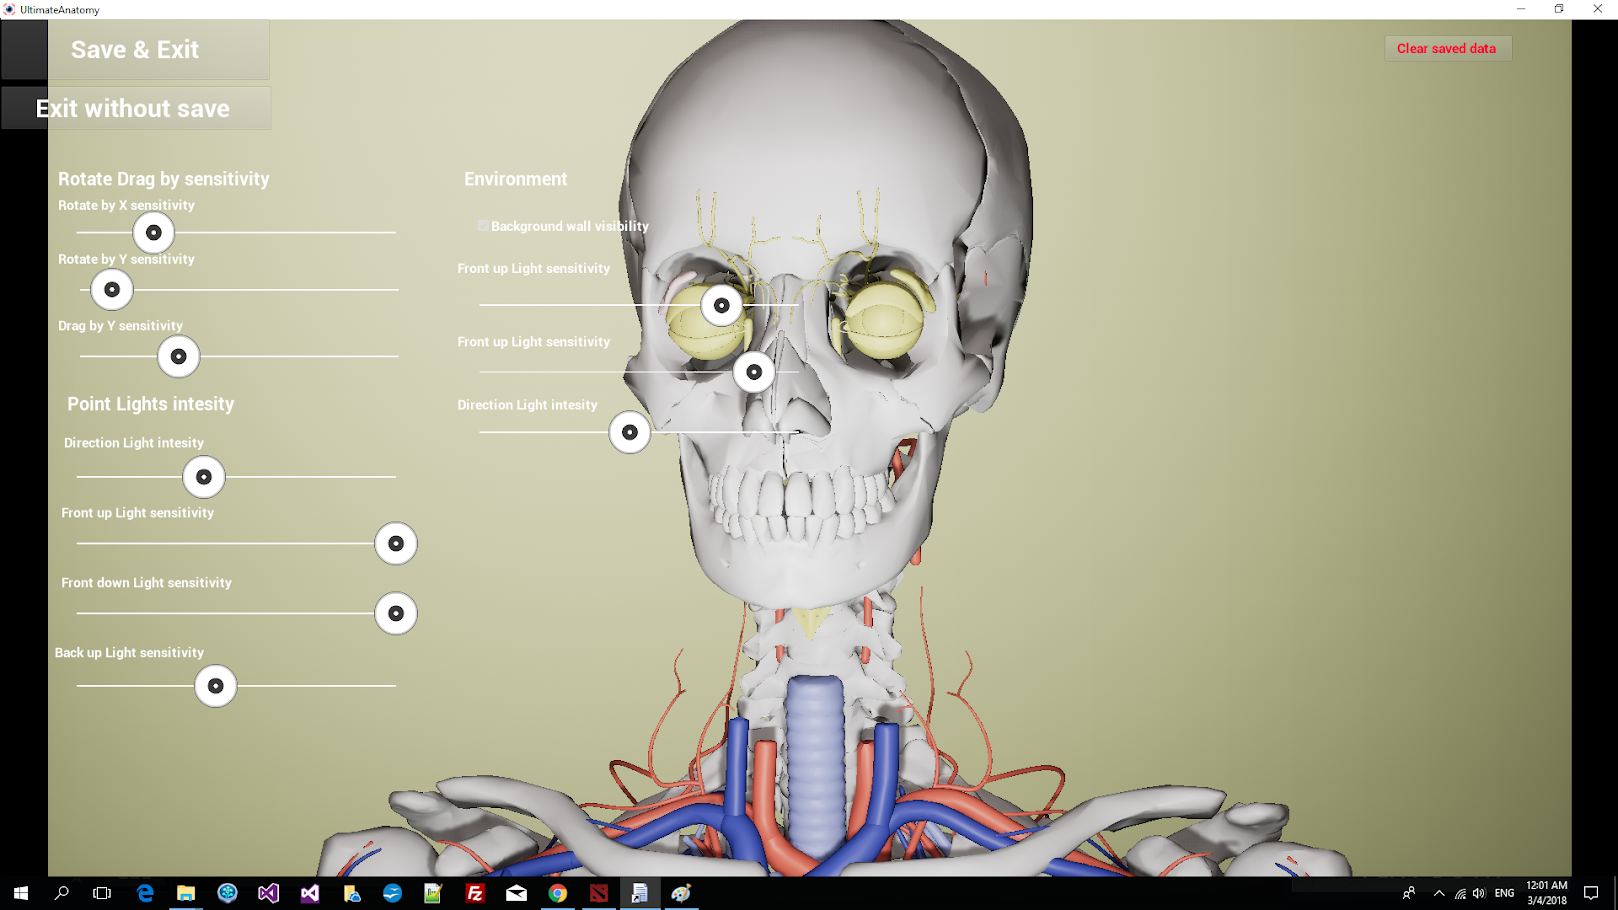 UltimateAnatomy
Save & Exit
Clear saved data
Exit without save
Rotate Drag by sensitivity
Rotate by X sensitivity
Rotate by Y sensitivity
Drag by Y sensitivity
Point Lights intesity
Direction Light intesity
Front up Light sensitivity
Front down Light sensitivity
Back up Light sensitivity
Environment
Background wall visibility
Front up Light sensitivity
Front up Light sensitivity
Direction Light intesity
ENG
12:01 AM
3/4/2018